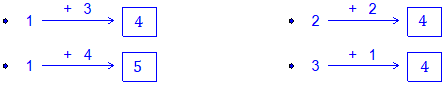 • 1 + 3 → 4
• 2 + 2 → 4
• 1 + 4 → 5
• 3 + 1 → 4